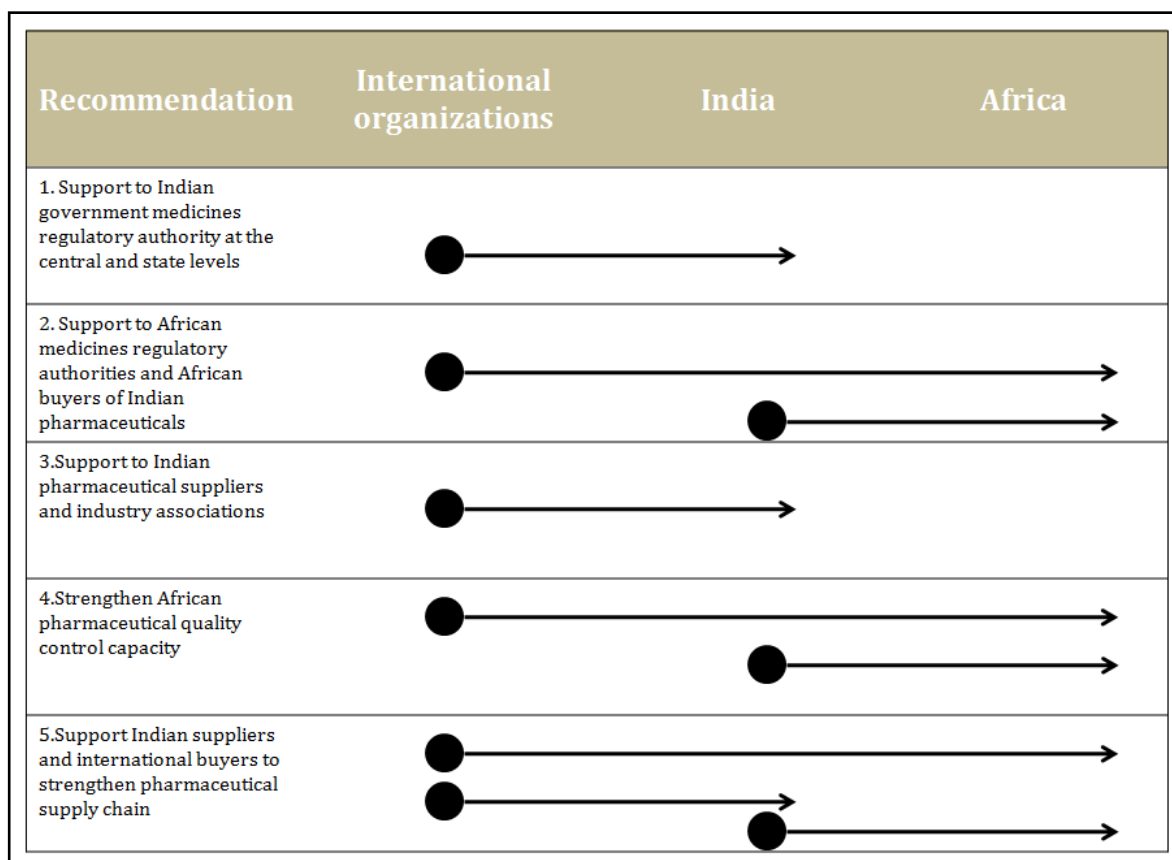 Recommendation
International
organizations
India
Africa
1. Support to Indian
government medicines
regulatory authority at the
central and state levels
2. Support to African
medicines regulatory
authorities and African
buyers of Indian
pharmaceuticals
3.Support to Indian
pharmaceutical suppliers
and industry associations
4.Strengthen African
pharmaceutical quality
control capacity
5.Support Indian suppliers
and international buyers to
strengthen pharmaceutical
supply chain